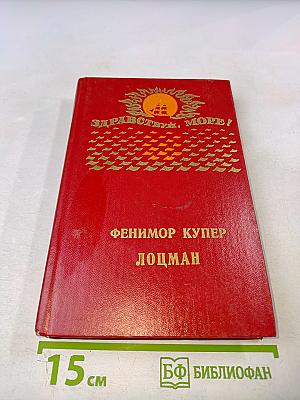 ЗДРАВСТВУЙ, МОРЕ!
ФЕНИМОР КУПЕР
ЛОЦМАН
15 см
БФ БИБЛИОФАН